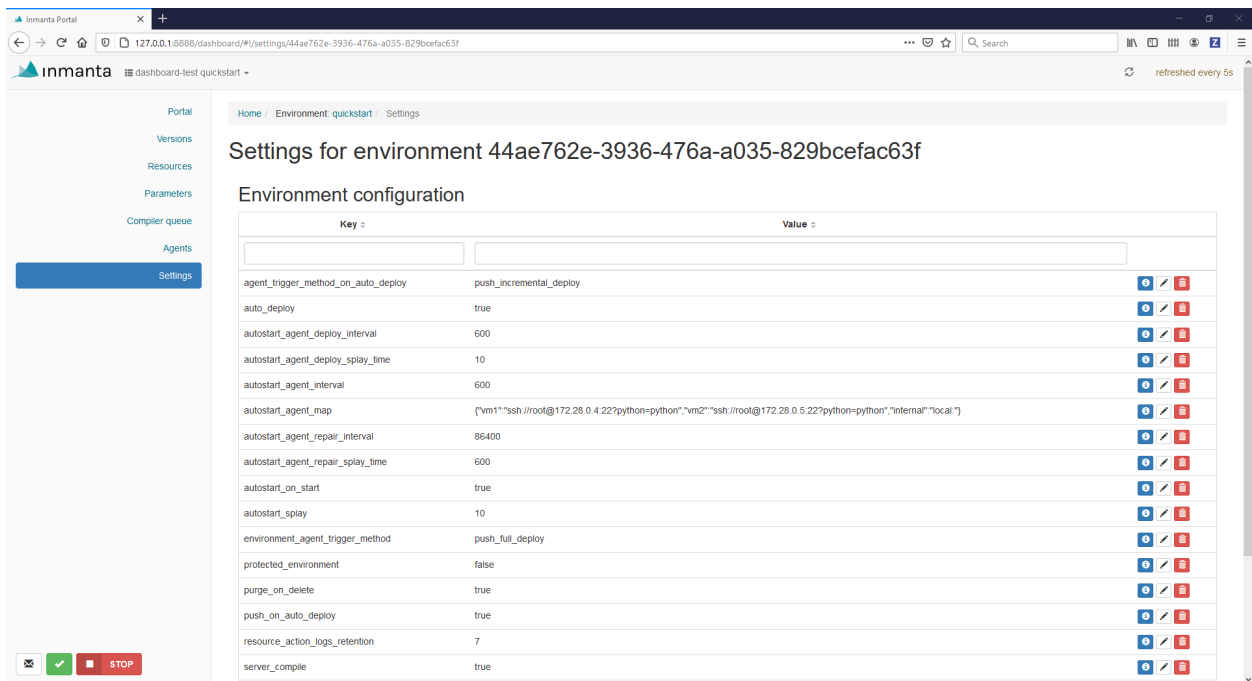 Inmanta Portal
127.0.0.1:8888/dashboard/#!/settings/44ae762e-3936-476a-a035-829bcefac63f
Search
inmanta dashboard-test quickstart
refreshed every 5s
Portal
Versions
Resources
Parameters
Compiler queue
Agents
Settings
Home / Environment: quickstart / Settings
Settings for environment 44ae762e-3936-476a-a035-829bcefac63f
Environment configuration
Key Value
agent_trigger_method_on_auto_deploy push_incremental_deploy
auto_deploy true
autostart_agent_deploy_interval 600
autostart_agent_deploy_splay_time 10
autostart_agent_interval 600
autostart_agent_map {"vm1":"ssh://root@172.28.0.4:22?python=python","vm2":"ssh://root@172.28.0.5:22?python=python","internal":"local:"}
autostart_agent_repair_interval 86400
autostart_agent_repair_splay_time 600
autostart_on_start true
autostart_splay 10
environment_agent_trigger_method push_full_deploy
protected_environment false
purge_on_delete true
push_on_auto_deploy true
resource_action_logs_retention 7
server_compile true
STOP